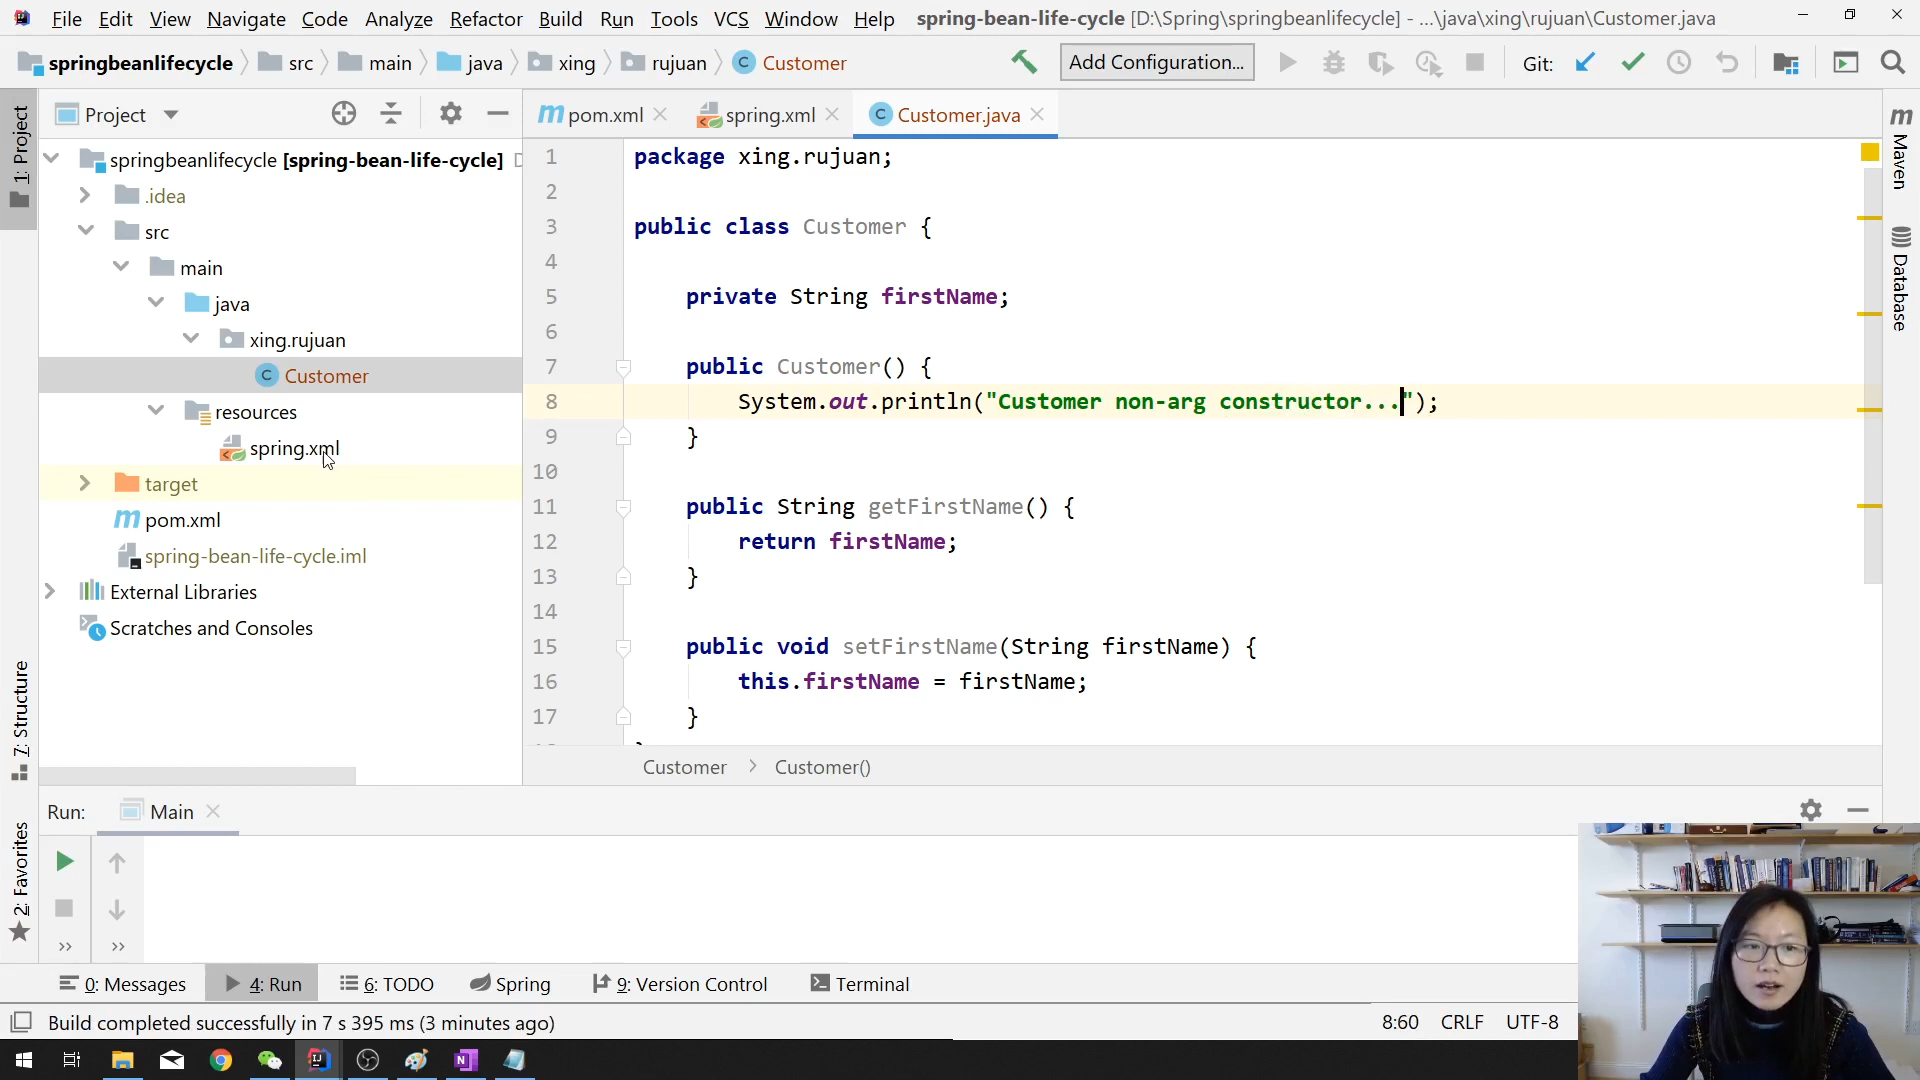 File Edit View Navigate Code Analyze Refactor Build Run Tools VCS Window Help spring-bean-life-cycle [D:\Spring\springbeanlifecycle] - ...\java\xing\rujuan\Customer.java
springbeanlifecycle src main java xing rujuan Customer Add Configuration... Git:
1: Project
Project
pom.xml spring.xml Customer.java
springbeanlifecycle [spring-bean-life-cycle]
.idea
src
main
java
xing.rujuan
Customer
resources
spring.xml
target
pom.xml
spring-bean-life-cycle.iml
External Libraries
Scratches and Consoles
1 package xing.rujuan;
2
3 public class Customer {
4
5 private String firstName;
6
7 public Customer() {
8 System.out.println("Customer non-arg constructor...");
9 }
10
11 public String getFirstName() {
12 return firstName;
13 }
14
15 public void setFirstName(String firstName) {
16 this.firstName = firstName;
17 }
Customer > Customer()
Maven
Database
7: Structure
2: Favorites
Run: Main
0: Messages 4: Run 6: TODO Spring 9: Version Control Terminal
Build completed successfully in 7 s 395 ms (3 minutes ago) 8:60 CRLF UTF-8